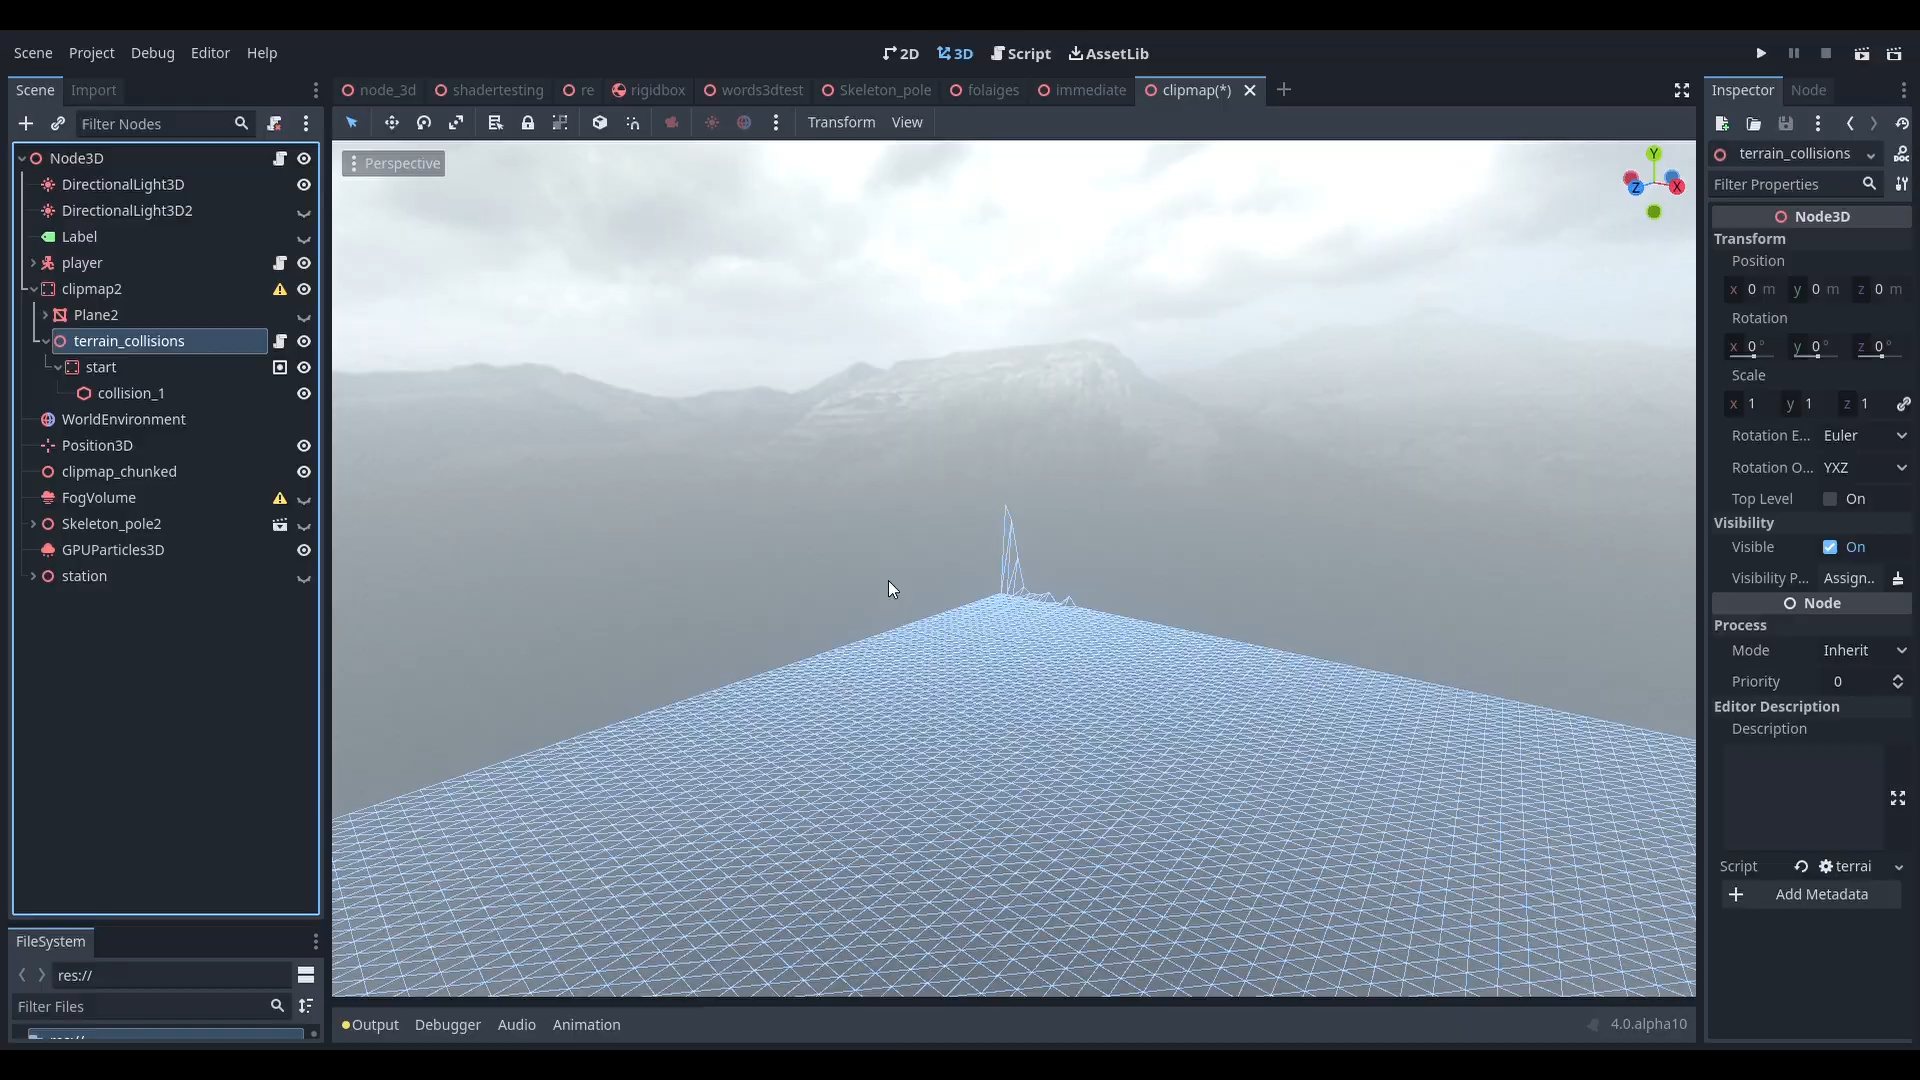 Scene Project Debug Editor Help
2D 3D Script AssetLib
Scene Import
node_3d shadertesting re rigidbox words3dtest Skeleton_pole folaiges immediate clipmap(*)
Inspector Node
Filter Nodes
Transform View
Perspective
Y
Z X
Node3D
DirectionalLight3D
DirectionalLight3D2
Label
player
clipmap2
Plane2
terrain_collisions
start
collision_1
WorldEnvironment
Position3D
clipmap_chunked
FogVolume
Skeleton_pole2
GPUParticles3D
station
FileSystem
res://
Filter Files
Output Debugger Audio Animation
4.0.alpha10
terrain_collisions
Filter Properties
Node3D
Transform
Position
x 0 m y 0 m z 0 m
Rotation
x 0 ° y 0 ° z 0 °
Scale
x 1 y 1 z 1
Rotation E... Euler
Rotation O... YXZ
Top Level On
Visibility
Visible On
Visibility P... Assign..
Node
Process
Mode Inherit
Priority 0
Editor Description
Description
Script terrai
Add Metadata